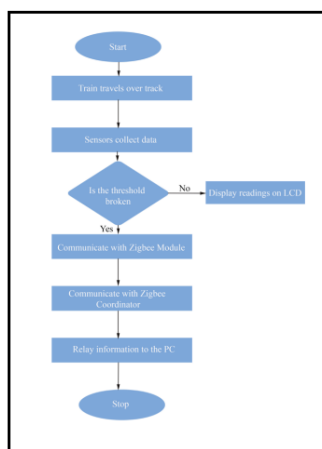 Start
Train travels over track
Sensors collect data
Is the threshold
broken
No
Display readings on LCD
Yes
Communicate with Zigbee Module
Communicate with Zigbee
Coordinator
Relay information to the PC
Stop